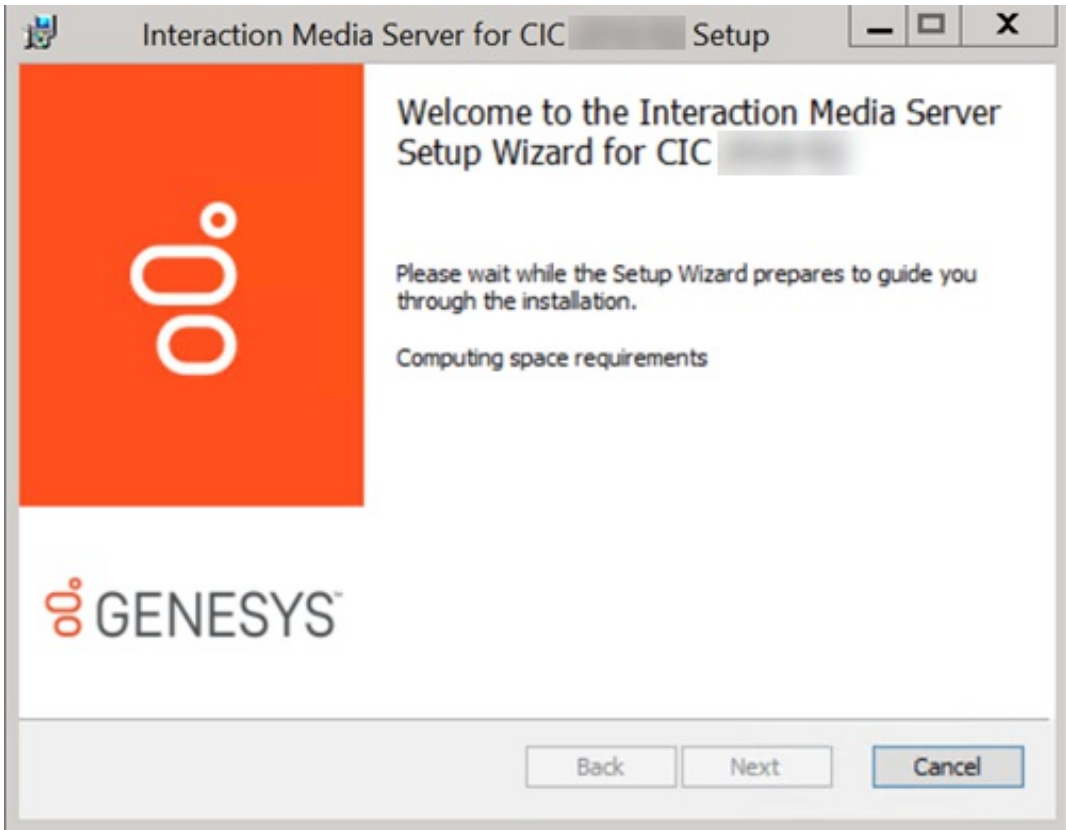 Interaction Media Server for CIC Setup
Welcome to the Interaction Media Server
Setup Wizard for CIC
Please wait while the Setup Wizard prepares to guide you
through the installation.
Computing space requirements
GENESYS™
Back Next Cancel